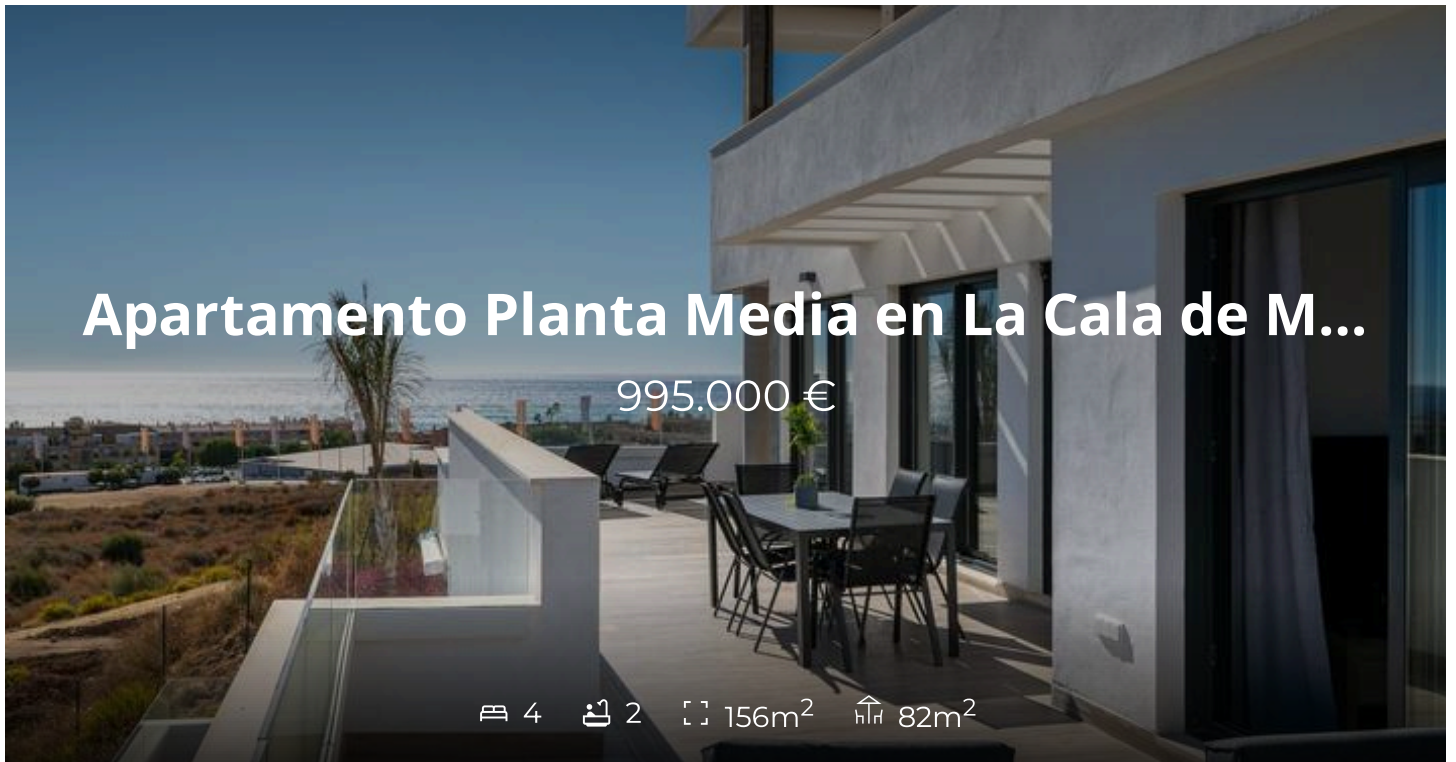 Apartamento Planta Media en La Cala de M...
995.000 €
4 2 156m² 82m²